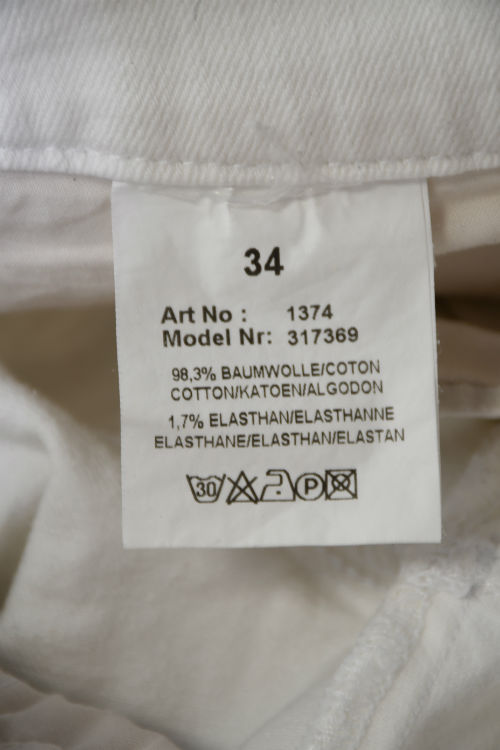 34
Art No : 1374
Model Nr: 317369
98,3% BAUMWOLLE/COTON
COTTON/KATOEN/ALGODON
1,7% ELASTHAN/ELASTHANNE
ELASTHANE/ELASTHAN/ELASTAN
30 P